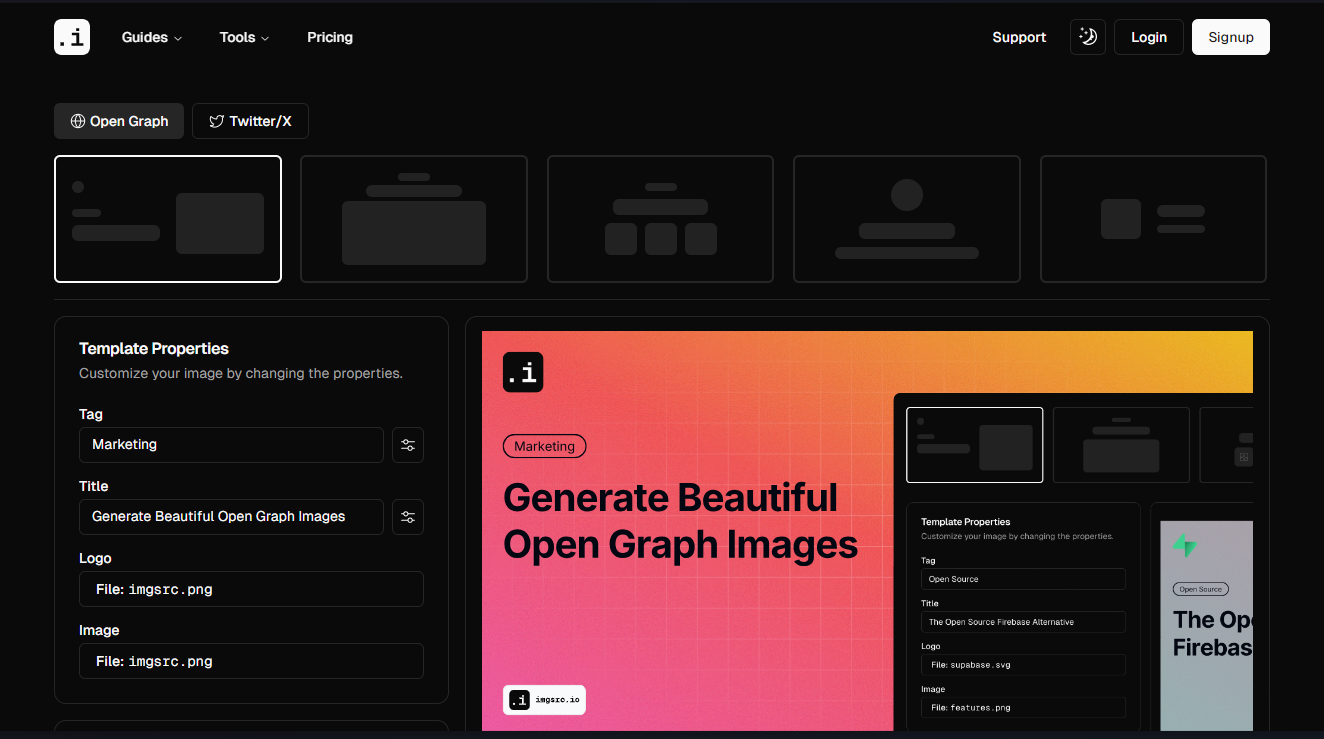 .i
Guides
Tools
Pricing
Support
Login
Signup
Open Graph
Twitter/X
Template Properties
Customize your image by changing the properties.
Tag
Marketing
Title
Generate Beautiful Open Graph Images
Logo
File: imgsrc.png
Image
File: imgsrc.png
.i
Marketing
Generate Beautiful
Open Graph Images
.i imgsrc.io
Template Properties
Customize your image by changing the properties.
Tag
Open Source
Title
The Open Source Firebase Alternative
Logo
File: supabase.svg
Image
File: features.png
Open Source
The Ope
Firebas